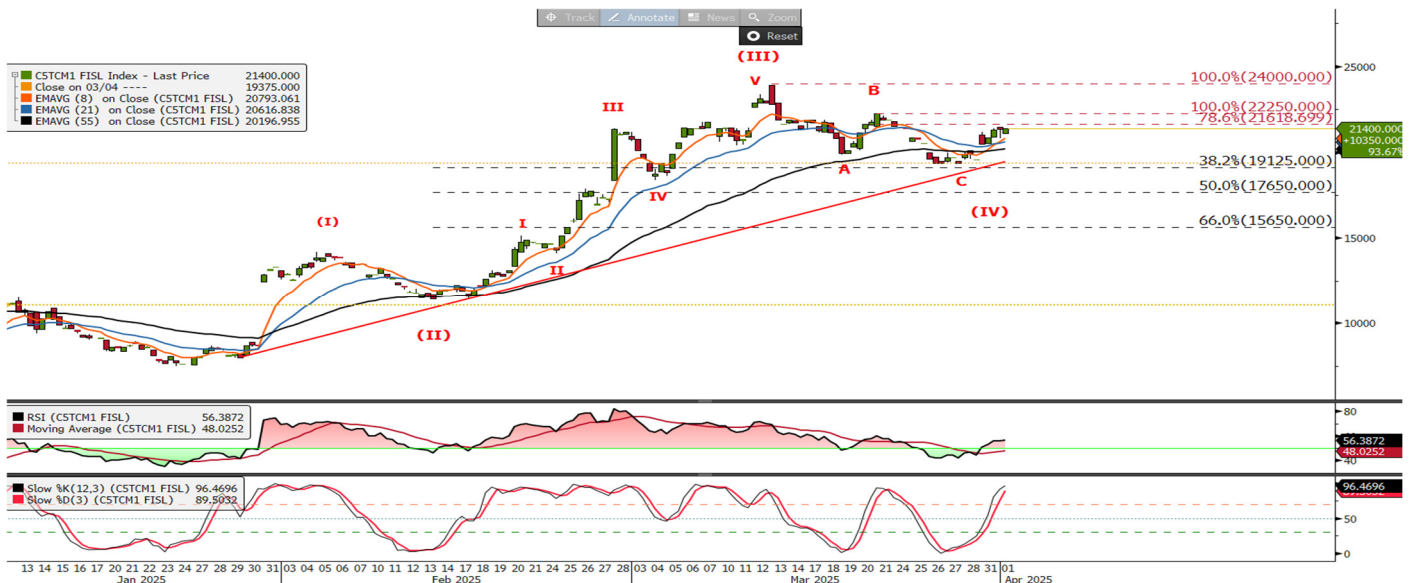 Track Annotate News Zoom
Reset
C5TCM1 FISL Index - Last Price 21400.000
Close on 03/04 ---- 19375.000
EMAVG (8) on Close (C5TCM1 FISL) 20793.061
EMAVG (21) on Close (C5TCM1 FISL) 20616.838
EMAVG (55) on Close (C5TCM1 FISL) 20196.955
(III)
V
III
B
I
(I)
IV
A
C
II
(II)
(IV)
100.0%(24000.000)
100.0%(22250.000)
78.6%(21618.699)
38.2%(19125.000)
50.0%(17650.000)
66.0%(15650.000)
25000
21400.000
+10350.000
93.67%
15000
10000
RSI (C5TCM1 FISL) 56.3872
Moving Average (C5TCM1 FISL) 48.0252
80
56.3872
48.0252
40
Slow %K(12,3) (C5TCM1 FISL) 96.4696
Slow %D(3) (C5TCM1 FISL) 89.5032
96.4696
50
0
13 14 15 16 17 20 21 22 23 24 27 28 29 30 31 03 04 05 06 07 10 11 12 13 14 17 18 19 20 21 24 25 26 27 28 03 04 05 06 07 10 11 12 13 14 17 18 19 20 21 24 25 26 27 28 31 01
Jan 2025 Feb 2025 Mar 2025 Apr 2025